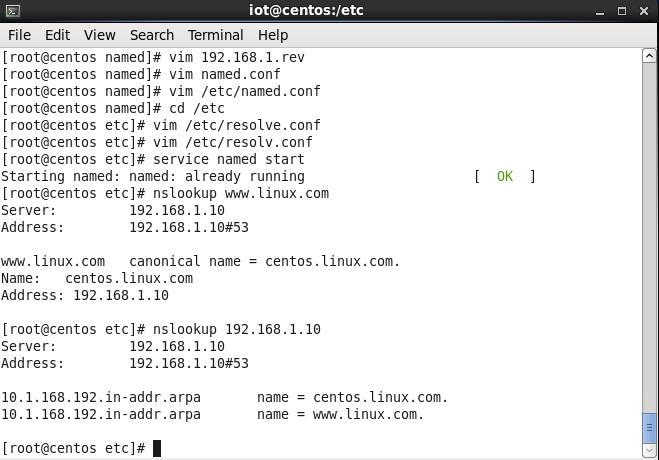 iot@centos:/etc
File Edit View Search Terminal Help
[root@centos named]# vim 192.168.1.rev
[root@centos named]# vim named.conf
[root@centos named]# vim /etc/named.conf
[root@centos named]# cd /etc
[root@centos etc]# vim /etc/resolve.conf
[root@centos etc]# vim /etc/resolv.conf
[root@centos etc]# service named start
Starting named: named: already running [ OK ]
[root@centos etc]# nslookup www.linux.com
Server: 192.168.1.10
Address: 192.168.1.10#53
www.linux.com canonical name = centos.linux.com.
Name: centos.linux.com
Address: 192.168.1.10
[root@centos etc]# nslookup 192.168.1.10
Server: 192.168.1.10
Address: 192.168.1.10#53
10.1.168.192.in-addr.arpa name = centos.linux.com.
10.1.168.192.in-addr.arpa name = www.linux.com.
[root@centos etc]#